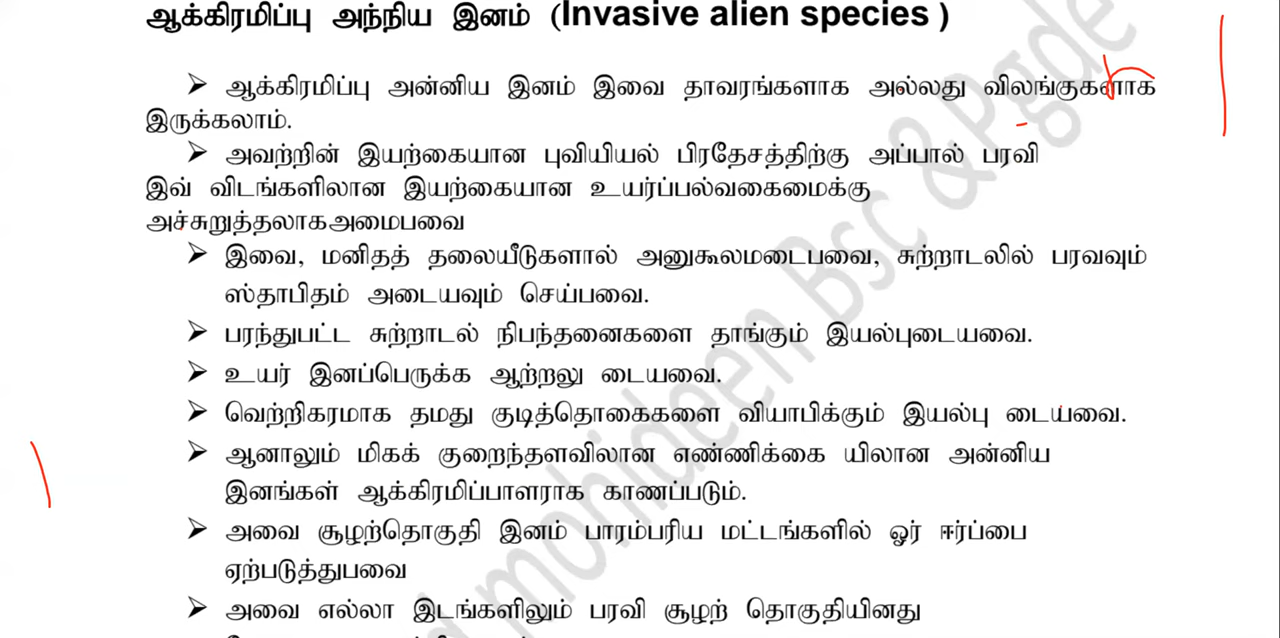 ஆக்கிரமிப்பு அந்நிய இனம் (Invasive alien species )
➢ ஆக்கிரமிப்பு அன்னிய இனம் இவை தாவரங்களாக அல்லது விலங்குகளாக
இருக்கலாம்.
➢ அவற்றின் இயற்கையான புவியியல் பிரதேசத்திற்கு அப்பால் பரவி
இவ் விடங்களிலான இயற்கையான உயர்ப்பல்வகைமைக்கு
அச்சுறுத்தலாகஅமைபவை
➢ இவை, மனிதத் தலையீடுகளால் அனுகூலமடைபவை, சுற்றாடலில் பரவவும்
ஸ்தாபிதம் அடையவும் செய்பவை.
➢ பரந்துபட்ட சுற்றாடல் நிபந்தனைகளை தாங்கும் இயல்புடையவை.
➢ உயர் இனப்பெருக்க ஆற்றலு டையவை.
➢ வெற்றிகரமாக தமது குடித்தொகைகளை வியாபிக்கும் இயல்பு டையவை.
➢ ஆனாலும் மிகக் குறைந்தளவிலான எண்ணிக்கை யிலான அன்னிய
இனங்கள் ஆக்கிரமிப்பாளராக காணப்படும்.
➢ அவை சூழற்தொகுதி இனம் பாரம்பரிய மட்டங்களில் ஓர் ஈர்ப்பை
ஏற்படுத்துபவை
➢ அவை எல்லா இடங்களிலும் பரவி சூழற் தொகுதியினது
mohideen Bsc &Pgde